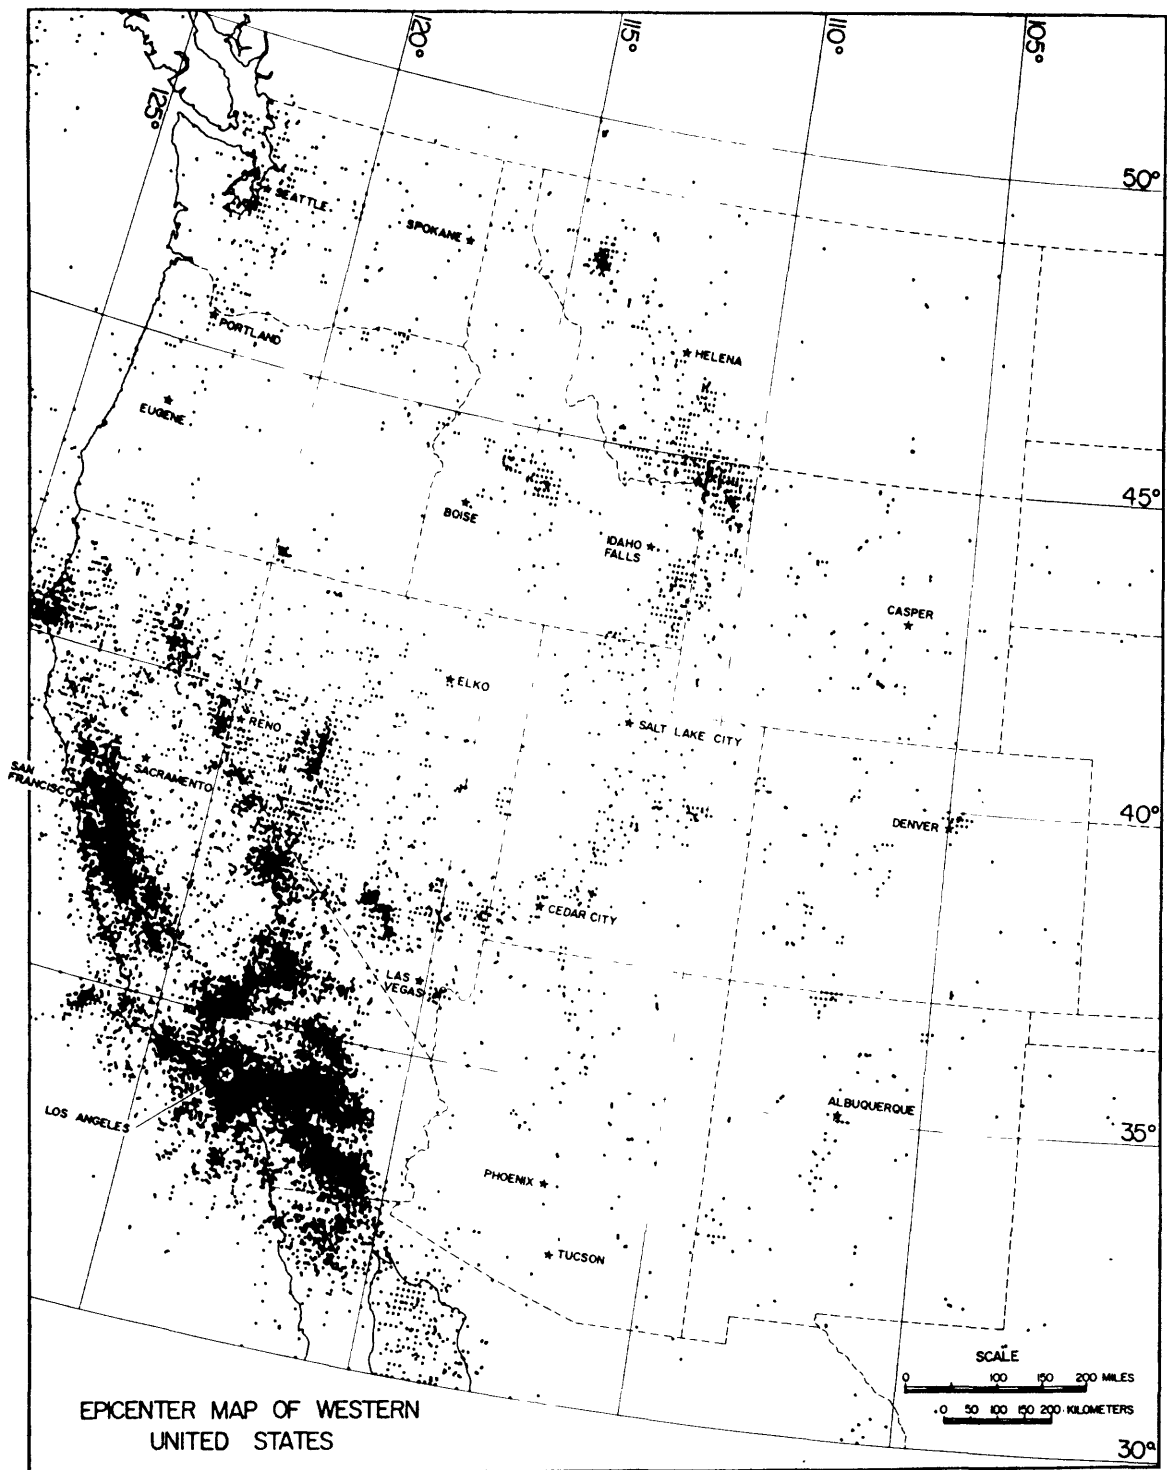 120°
115°
110°
105°
125°
50°
SEATTLE
SPOKANE
PORTLAND
HELENA
EUGENE
45°
BOISE
IDAHO
FALLS
CASPER
ELKO
RENO
SALT LAKE CITY
SAN
FRANCISCO
SACRAMENTO
40°
DENVER
CEDAR CITY
LAS
VEGAS
LOS ANGELES
ALBUQUERQUE
35°
PHOENIX
TUCSON
SCALE
0 100 150 200 MILES
0 50 100 150 200 KILOMETERS
EPICENTER MAP OF WESTERN
UNITED STATES
30°